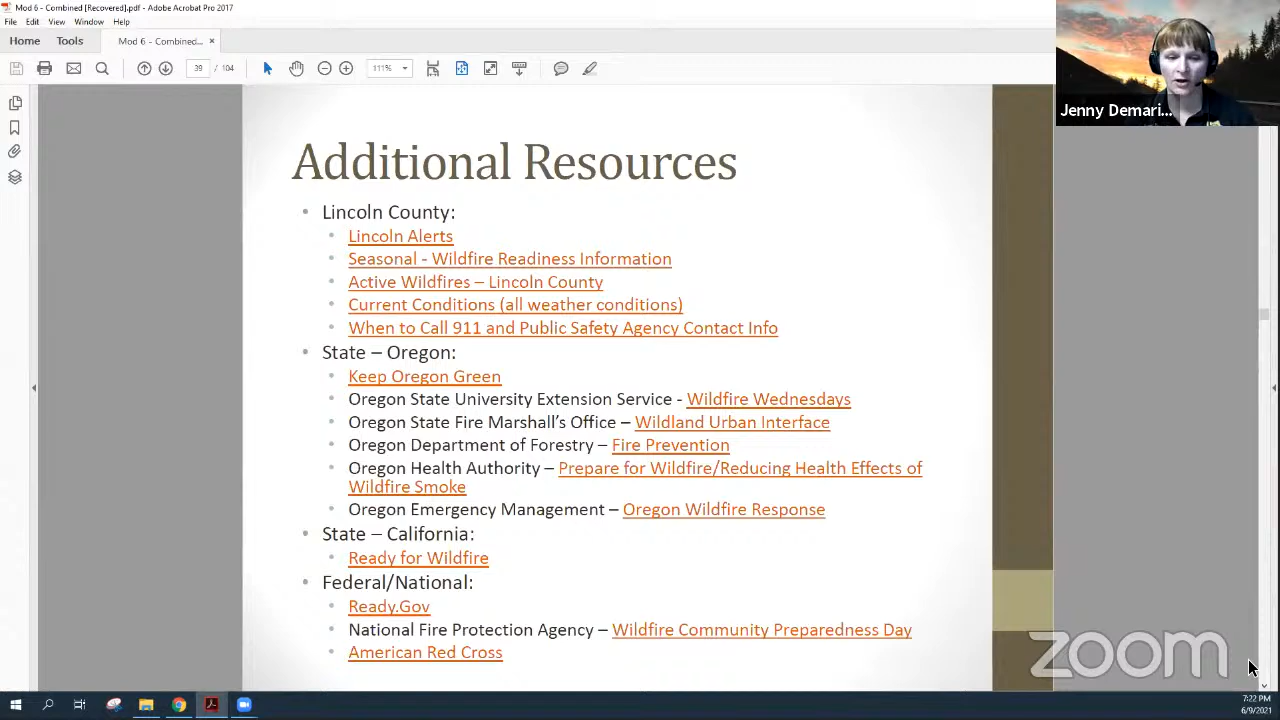 Mod 6 - Combined [Recovered].pdf - Adobe Acrobat Pro 2017
File Edit View Window Help
Home Tools Mod 6 - Combined... ×
39 / 104 111%
Jenny Demari...
Additional Resources
• Lincoln County:
• Lincoln Alerts
• Seasonal - Wildfire Readiness Information
• Active Wildfires – Lincoln County
• Current Conditions (all weather conditions)
• When to Call 911 and Public Safety Agency Contact Info
• State – Oregon:
• Keep Oregon Green
• Oregon State University Extension Service - Wildfire Wednesdays
• Oregon State Fire Marshall’s Office – Wildland Urban Interface
• Oregon Department of Forestry – Fire Prevention
• Oregon Health Authority – Prepare for Wildfire/Reducing Health Effects of
Wildfire Smoke
• Oregon Emergency Management – Oregon Wildfire Response
• State – California:
• Ready for Wildfire
• Federal/National:
• Ready.Gov
• National Fire Protection Agency – Wildfire Community Preparedness Day
• American Red Cross
zoom
7:22 PM
6/9/2021